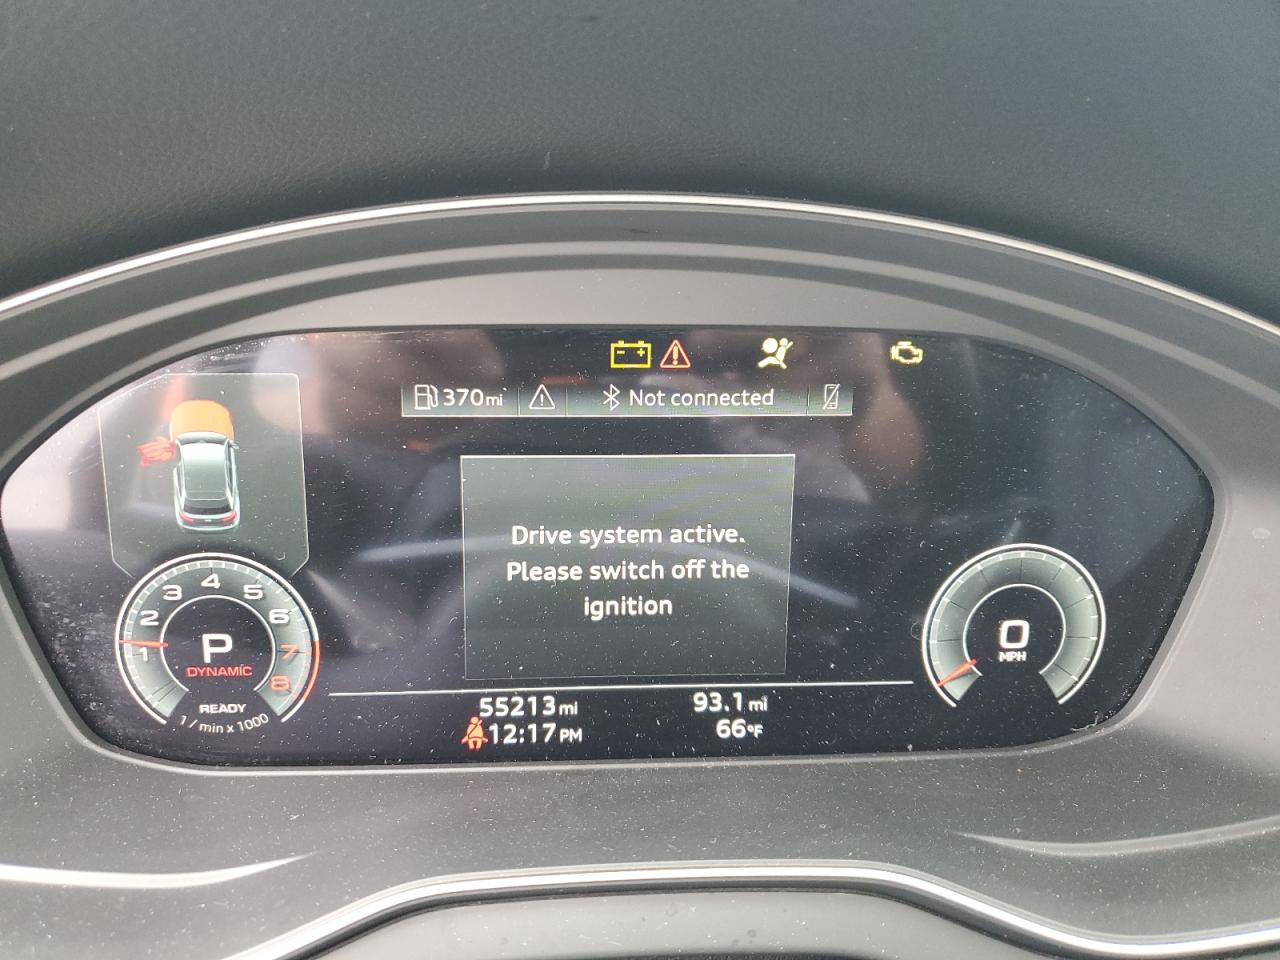 370mi
Not connected
Drive system active.
Please switch off the
ignition
1 2 3 4 5 6 7 8
P
DYNAMIC
READY
1 / min x 1000
0
MPH
55213mi
93.1mi
12:17PM
66°F